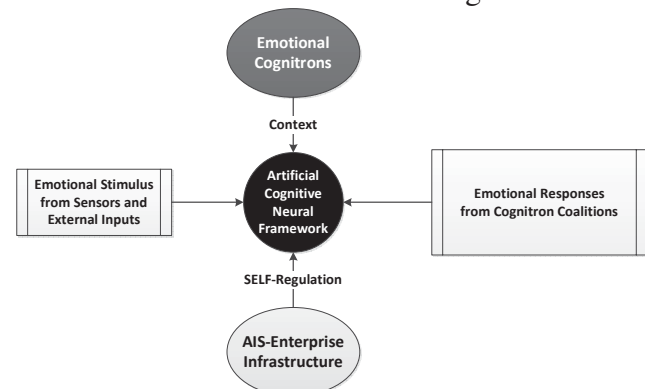 Emotional
Cognitrons
Context
Emotional Stimulus
from Sensors and
External Inputs
Artificial
Cognitive
Neural
Framework
Emotional Responses
from Cognitron Coalitions
SELF-Regulation
AIS-Enterprise
Infrastructure